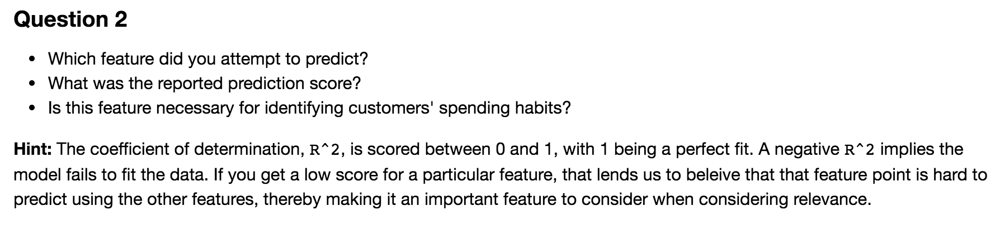 Question 2
• Which feature did you attempt to predict?
• What was the reported prediction score?
• Is this feature necessary for identifying customers' spending habits?
Hint: The coefficient of determination, R^2, is scored between 0 and 1, with 1 being a perfect fit. A negative R^2 implies the
model fails to fit the data. If you get a low score for a particular feature, that lends us to beleive that that feature point is hard to
predict using the other features, thereby making it an important feature to consider when considering relevance.